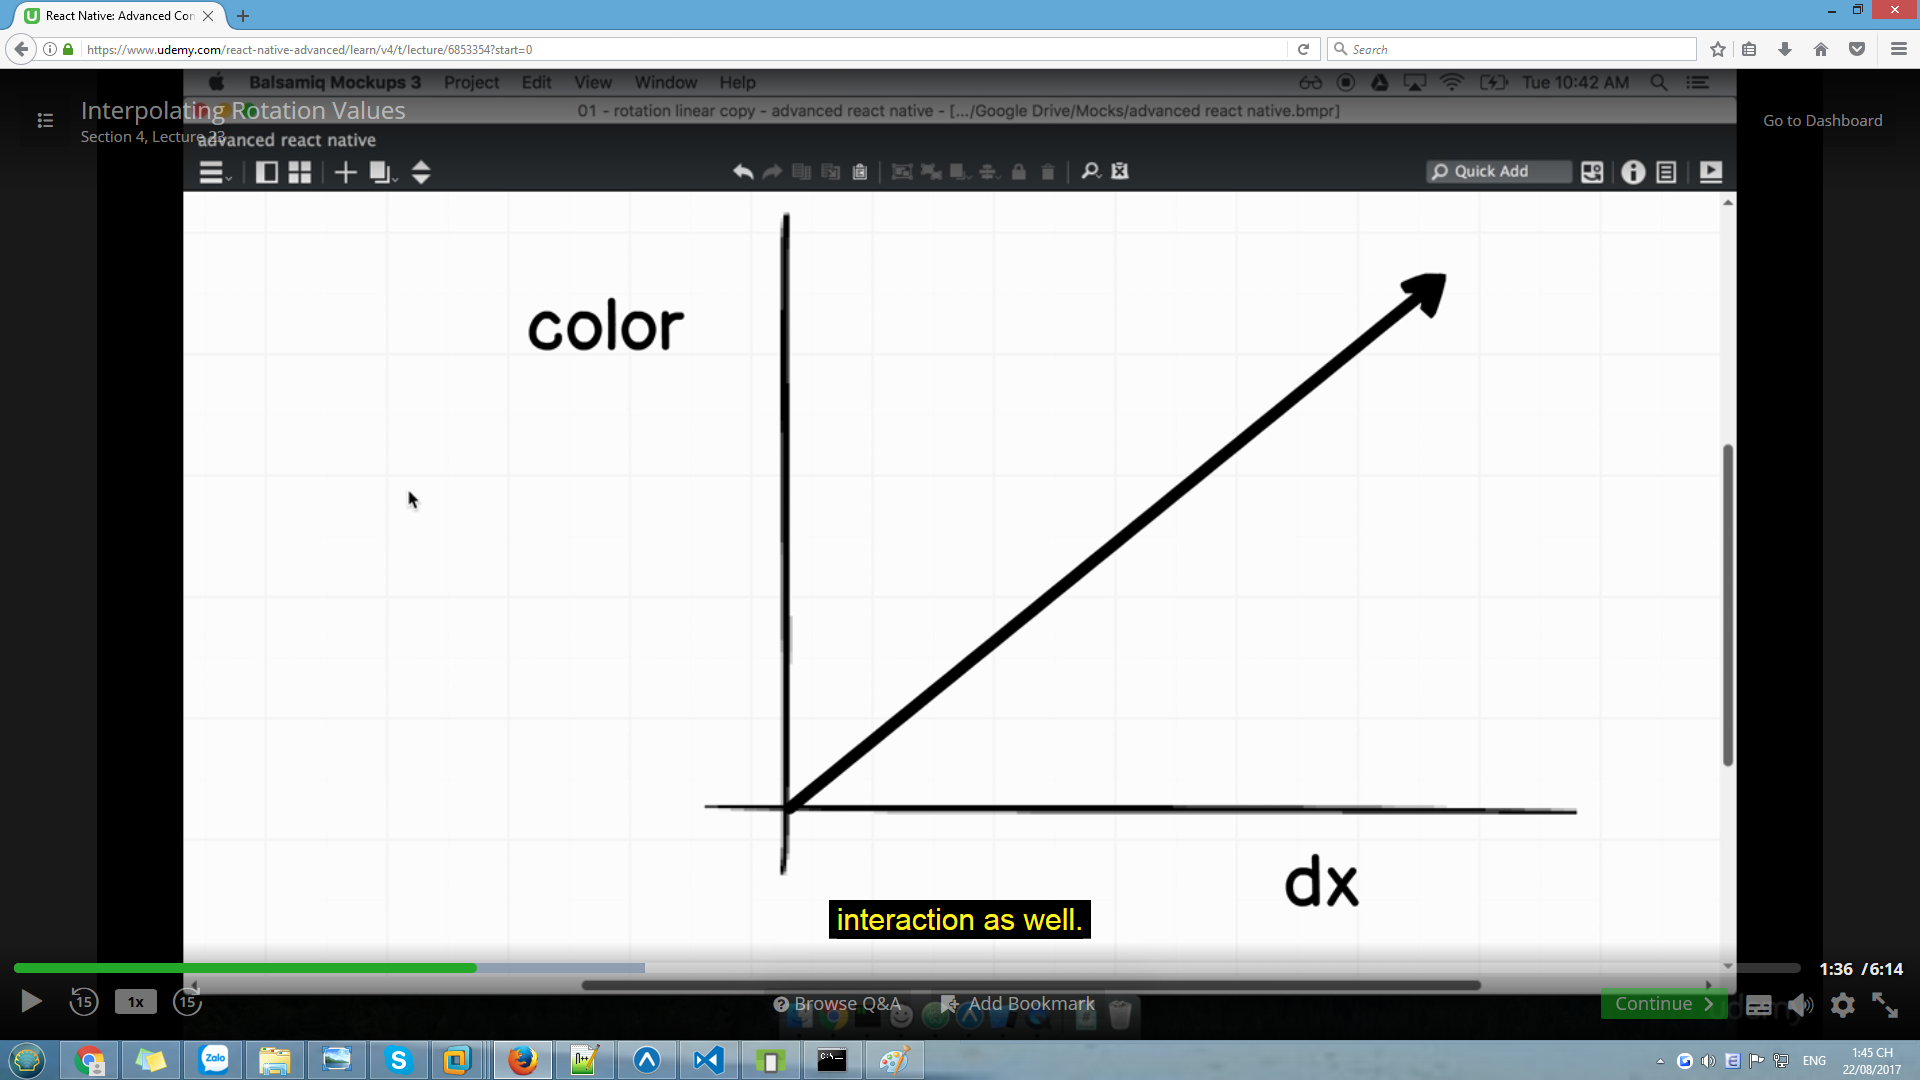 React Native: Advanced Con
https://www.udemy.com/react-native-advanced/learn/v4/t/lecture/6853354?start=0
Search
Balsamiq Mockups 3 Project Edit View Window Help
Tue 10:42 AM
Interpolating Rotation Values
01 - rotation linear copy - advanced react native - [.../Google Drive/Mocks/advanced react native.bmpr]
Go to Dashboard
Section 4, Lecture 23
advanced react native
Quick Add
color
dx
interaction as well.
1:36 / 6:14
15
1x
15
Browse Q&A
Add Bookmark
Continue
Zalo
ENG
1:45 CH
22/08/2017